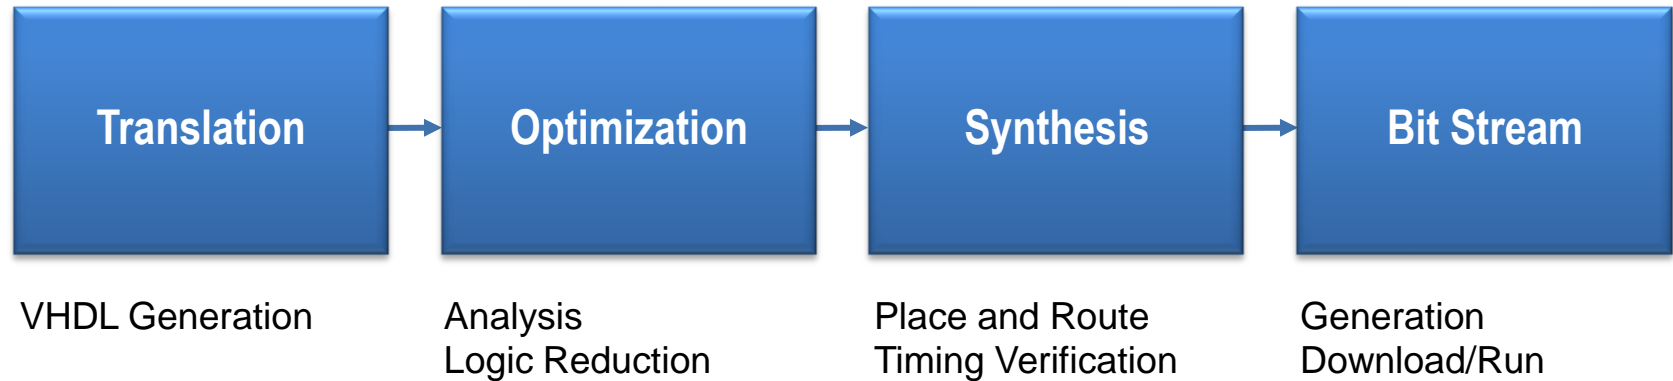 Translation
Optimization
Synthesis
Bit Stream
VHDL Generation
Analysis
Logic Reduction
Place and Route
Timing Verification
Generation
Download/Run